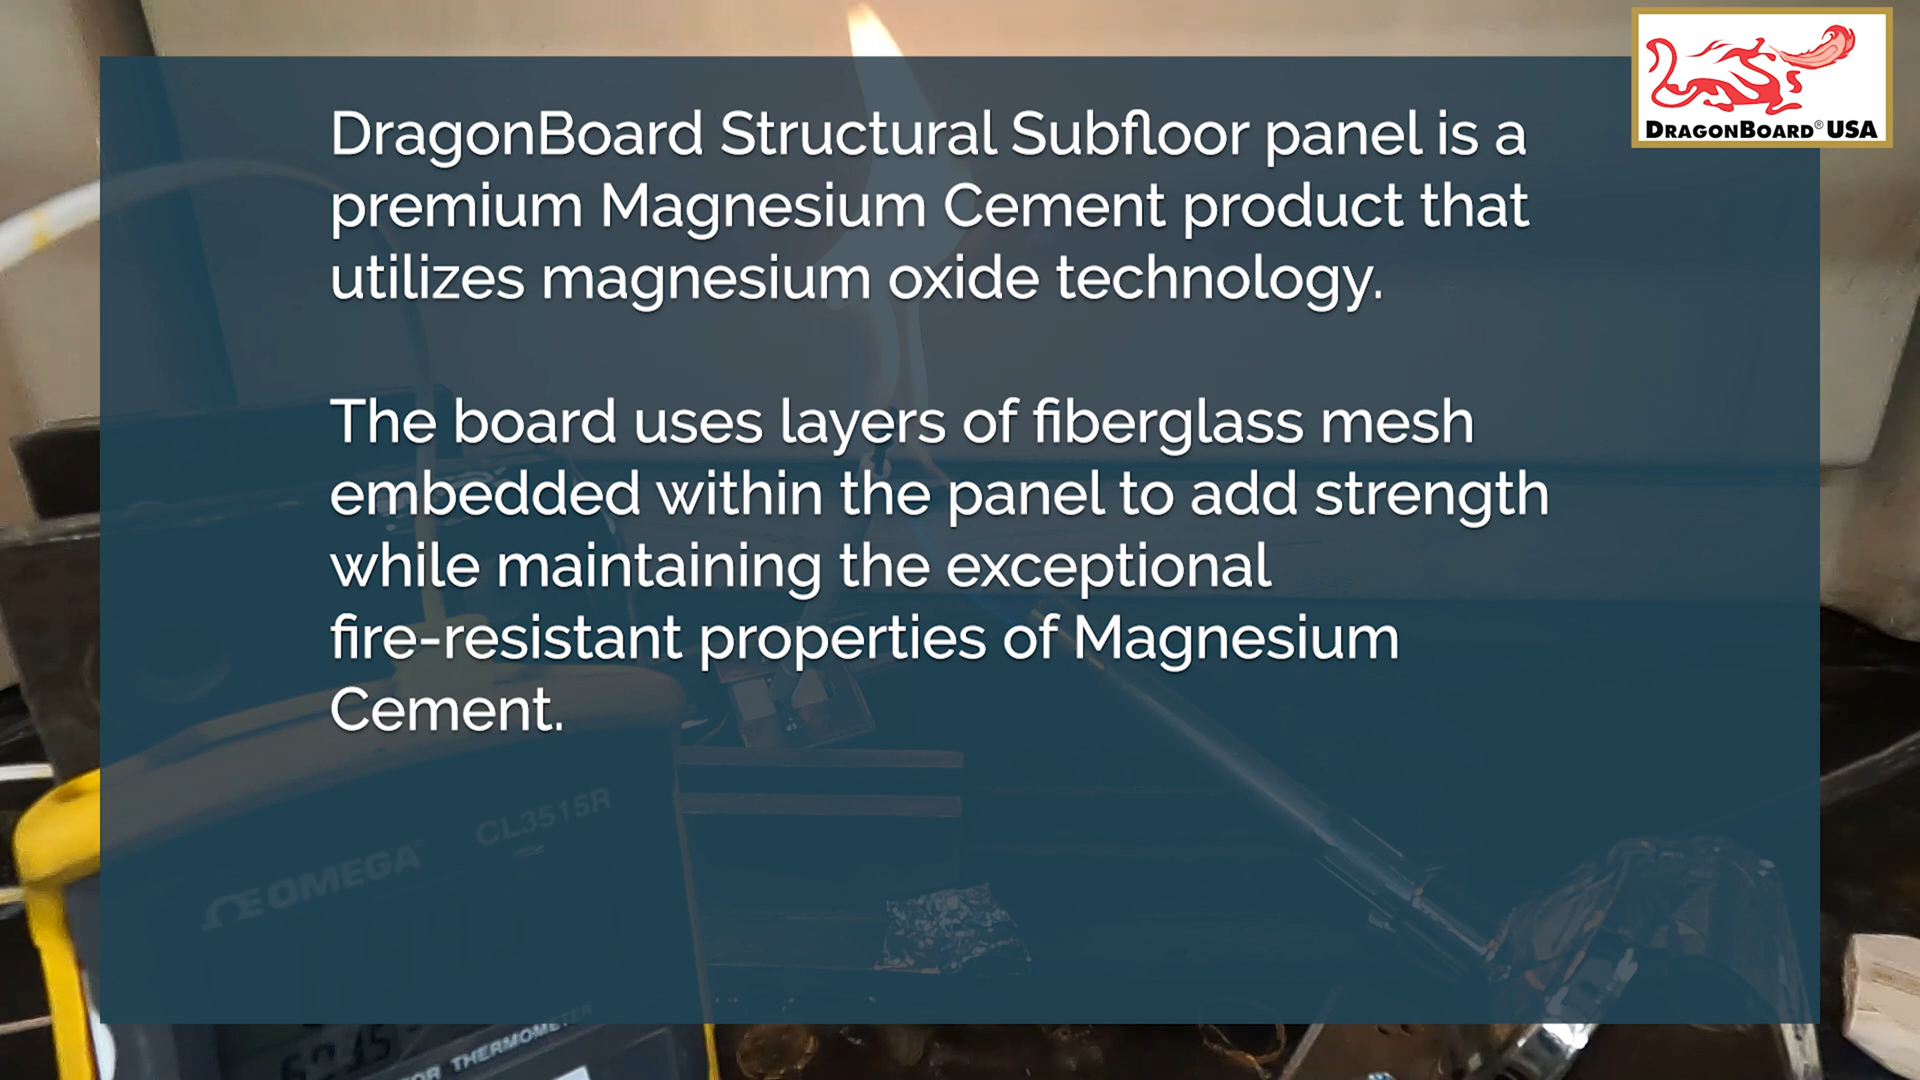 DRAGONBOARD® USA
DragonBoard Structural Subfloor panel is a
premium Magnesium Cement product that
utilizes magnesium oxide technology.
The board uses layers of fiberglass mesh
embedded within the panel to add strength
while maintaining the exceptional
fire-resistant properties of Magnesium
Cement.
CL3515R
OMEGA
THERMOMETER